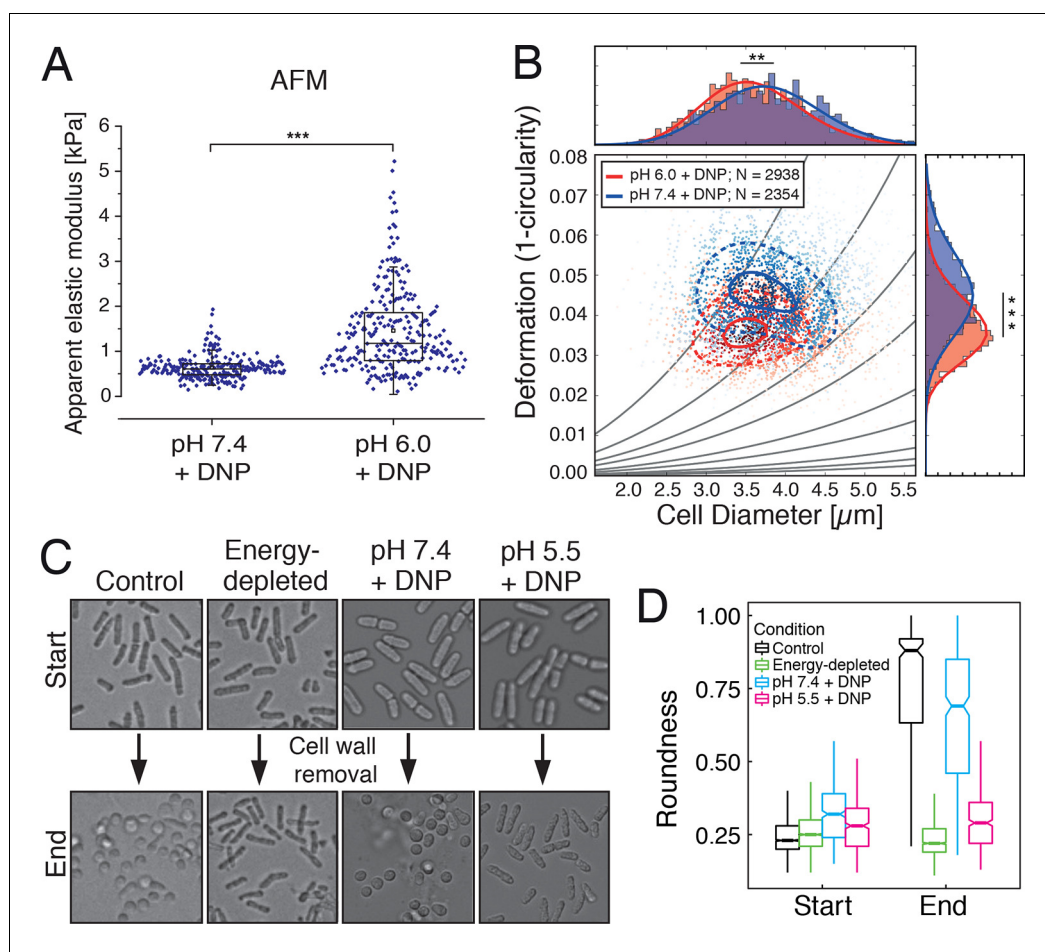 A
AFM
Apparent elastic modulus [kPa]
6
5
4
3
2
1
0
***
pH 7.4
+ DNP
pH 6.0
+ DNP
B
**
Deformation (1-circularity)
0.08
0.07
0.06
0.05
0.04
0.03
0.02
0.01
0.00
pH 6.0 + DNP; N = 2938
pH 7.4 + DNP; N = 2354
***
2.0 2.5 3.0 3.5 4.0 4.5 5.0 5.5
Cell Diameter [µm]
C
Control
Energy-
depleted
pH 7.4
+ DNP
pH 5.5
+ DNP
Start
Cell wall
removal
End
D
Roundness
1.00
0.75
0.50
0.25
Condition
Control
Energy-depleted
pH 7.4 + DNP
pH 5.5 + DNP
Start
End